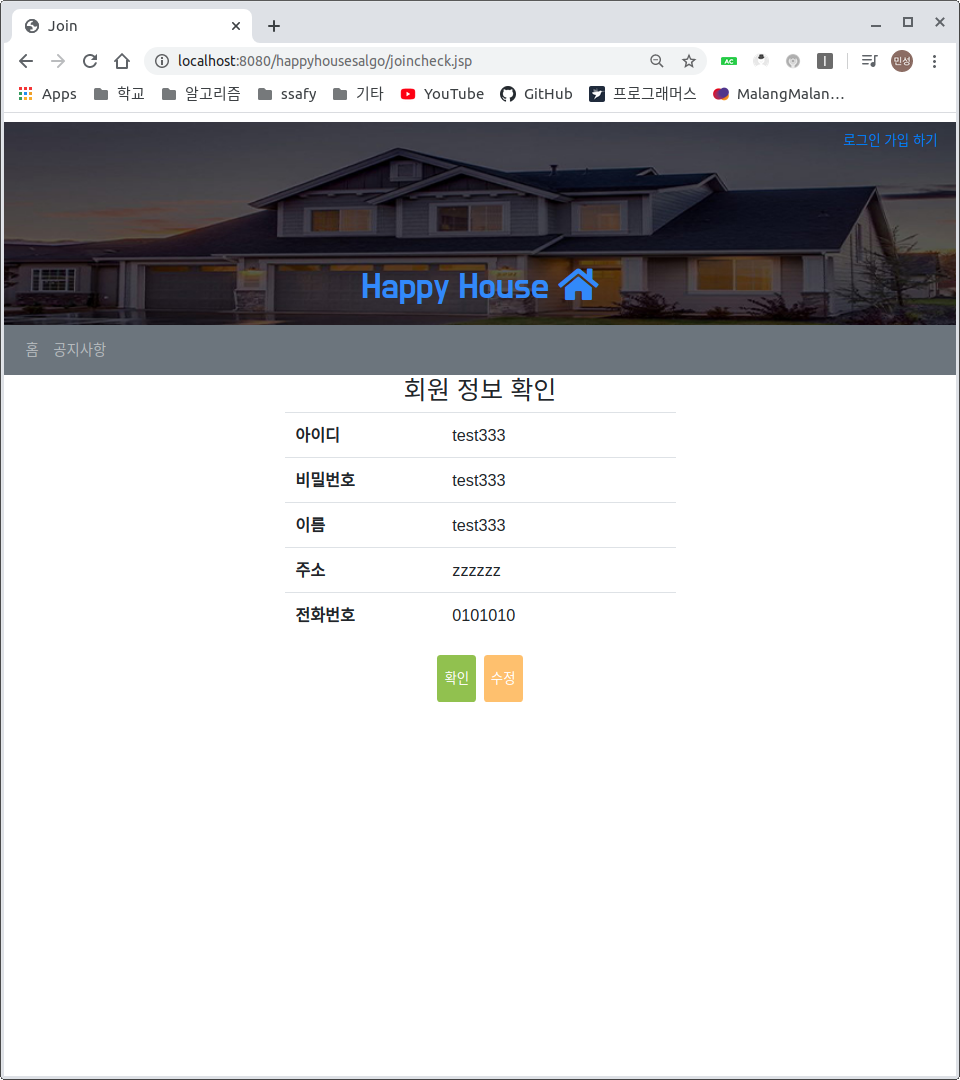 Join
localhost:8080/happyhousesalgo/joincheck.jsp
AC
민성
Apps 학교 알고리즘 ssafy 기타 YouTube GitHub 프로그래머스 MalangMalan...
로그인 가입 하기
Happy House
홈 공지사항
회원 정보 확인
아이디 test333
비밀번호 test333
이름 test333
주소 zzzzzz
전화번호 0101010
확인 수정